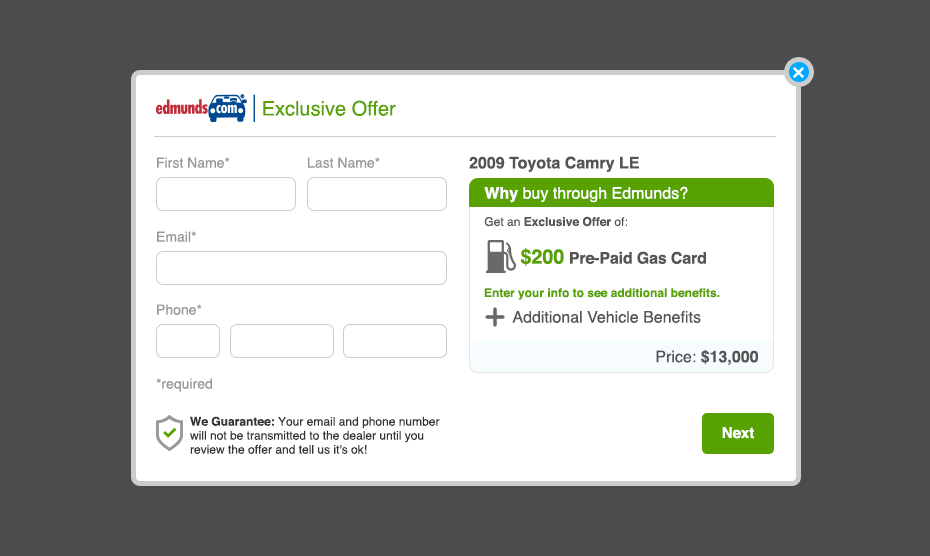 edmunds.com Exclusive Offer
First Name* Last Name*
Email*
Phone*
*required
We Guarantee: Your email and phone number
will not be transmitted to the dealer until you
review the offer and tell us it's ok!
2009 Toyota Camry LE
Why buy through Edmunds?
Get an Exclusive Offer of:
$200 Pre-Paid Gas Card
Enter your info to see additional benefits.
Additional Vehicle Benefits
Price: $13,000
Next